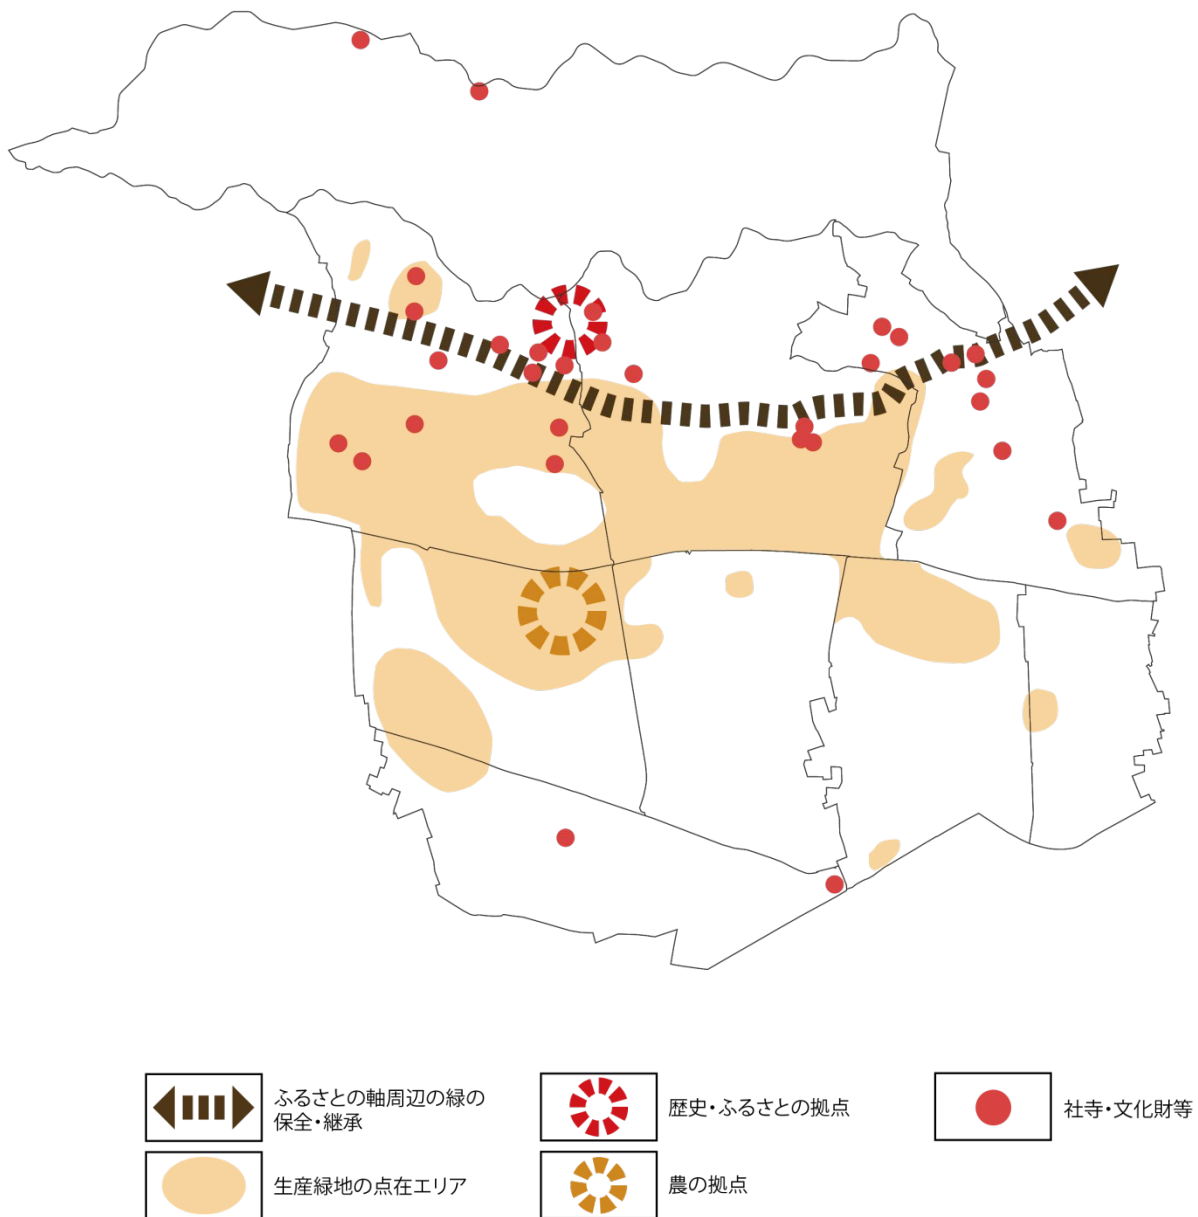 ふるさとの軸周辺の緑の
保全・継承
歴史・ふるさとの拠点
社寺・文化財等
生産緑地の点在エリア
農の拠点